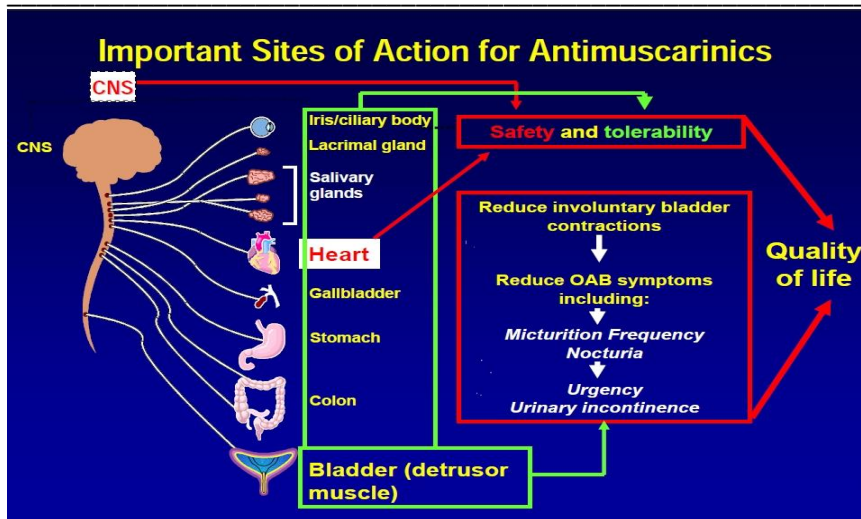 Important Sites of Action for Antimuscarinics
CNS
CNS
Iris/ciliary body
Lacrimal gland
Salivary
glands
Heart
Gallbladder
Stomach
Colon
Bladder (detrusor
muscle)
Safety and tolerability
Reduce involuntary bladder
contractions
Reduce OAB symptoms
including:
Micturition Frequency
Nocturia
Urgency
Urinary incontinence
Quality
of life